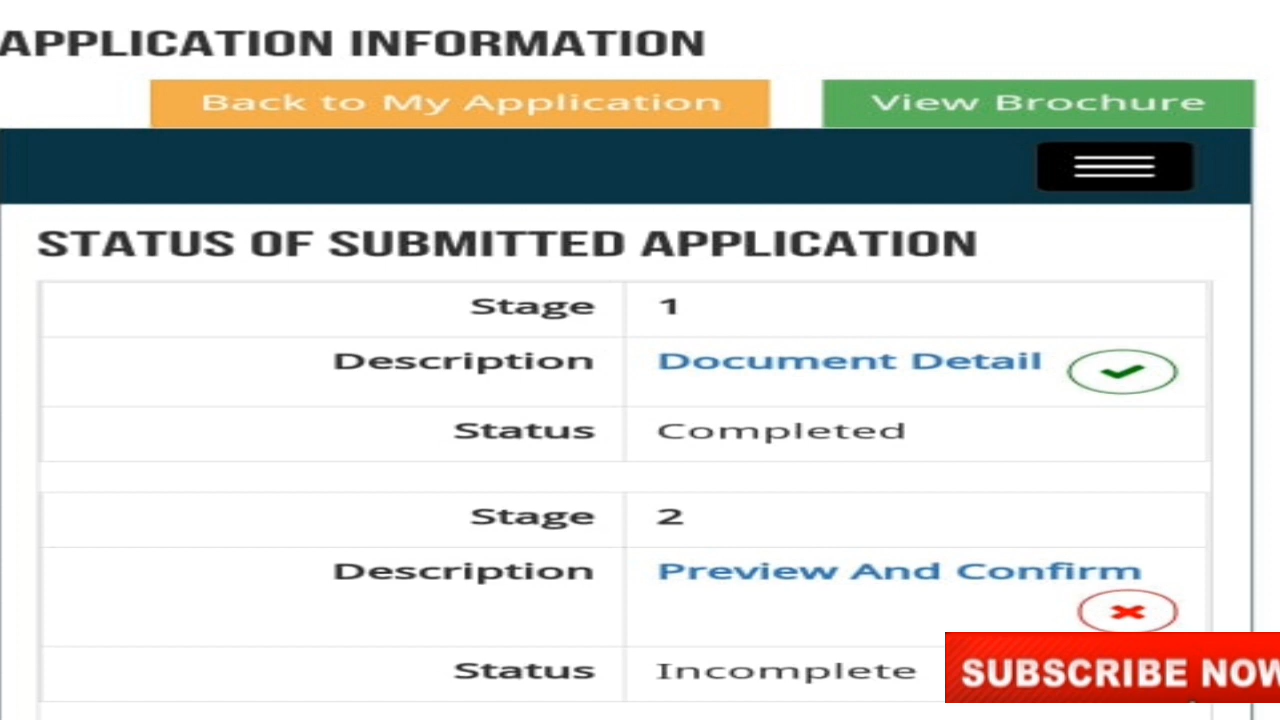 APPLICATION INFORMATION
Back to My Application View Brochure
STATUS OF SUBMITTED APPLICATION
Stage 1
Description Document Detail
Status Completed
Stage 2
Description Preview And Confirm
Status Incomplete
SUBSCRIBE NOW